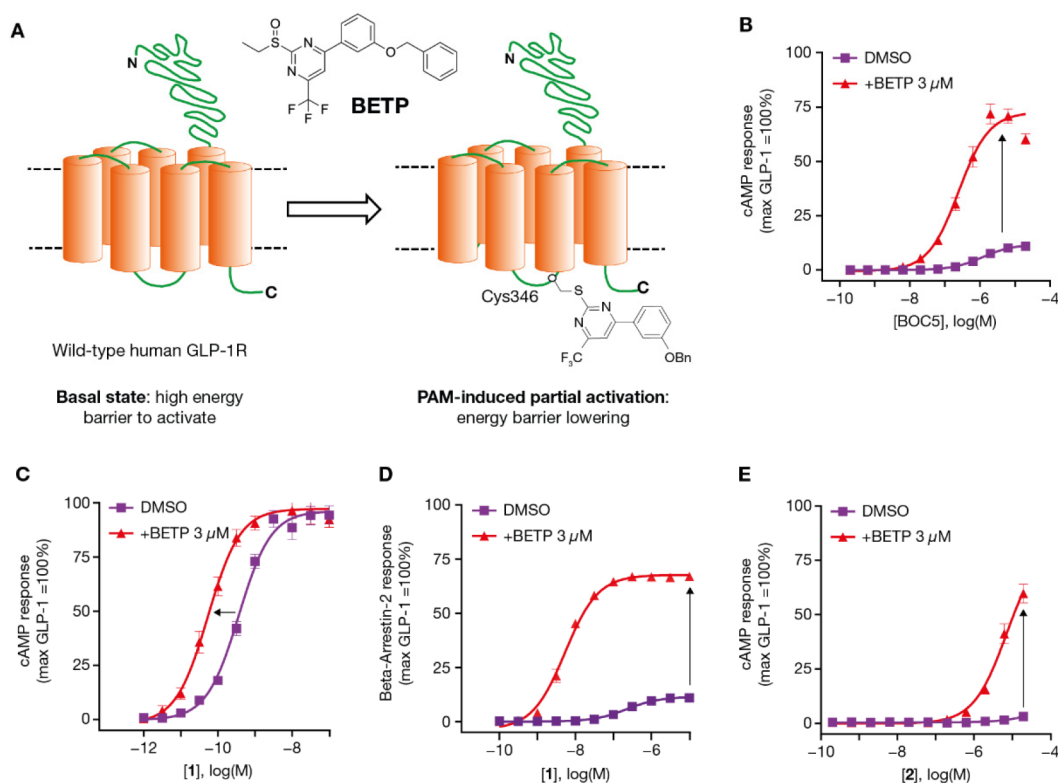 A
N
O
S
N
N
F
F
F
O
BETP
N
C
Cys346
O
S
N
N
F3C
OBn
C
Wild-type human GLP-1R
Basal state: high energy
barrier to activate
PAM-induced partial activation:
energy barrier lowering
B
DMSO
+BETP 3 µM
cAMP response
(max GLP-1 =100%)
100
75
50
25
0
−10
−8
−6
−4
[BOC5], log(M)
C
DMSO
+BETP 3 µM
cAMP response
(max GLP-1 =100%)
100
75
50
25
0
−12
−10
−8
[1], log(M)
D
DMSO
+BETP 3 µM
Beta-Arrestin-2 response
(max GLP-1 =100%)
100
75
50
25
0
−10
−8
−6
−4
[1], log(M)
E
DMSO
+BETP 3 µM
cAMP response
(max GLP-1 =100%)
100
75
50
25
0
−10
−8
−6
−4
[2], log(M)